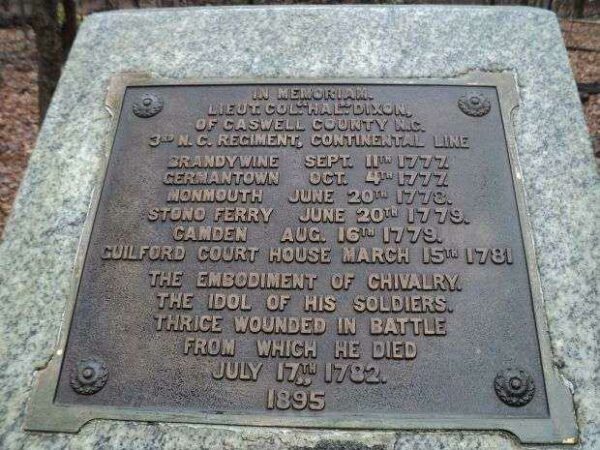 IN MEMORIAM.
LIEUT. COL. "HAL" DIXON,
OF CASWELL COUNTY N.C.
3RD N. C. REGIMENT, CONTINENTAL LINE
BRANDYWINE SEPT. 11TH 1777.
GERMANTOWN OCT. 4TH 1777.
MONMOUTH JUNE 20TH 1778.
STONO FERRY JUNE 20TH 1779.
CAMDEN AUG. 16TH 1779.
GUILFORD COURT HOUSE MARCH 15TH 1781
THE EMBODIMENT OF CHIVALRY.
THE IDOL OF HIS SOLDIERS.
THRICE WOUNDED IN BATTLE
FROM WHICH HE DIED
JULY 17TH 1782.
1895